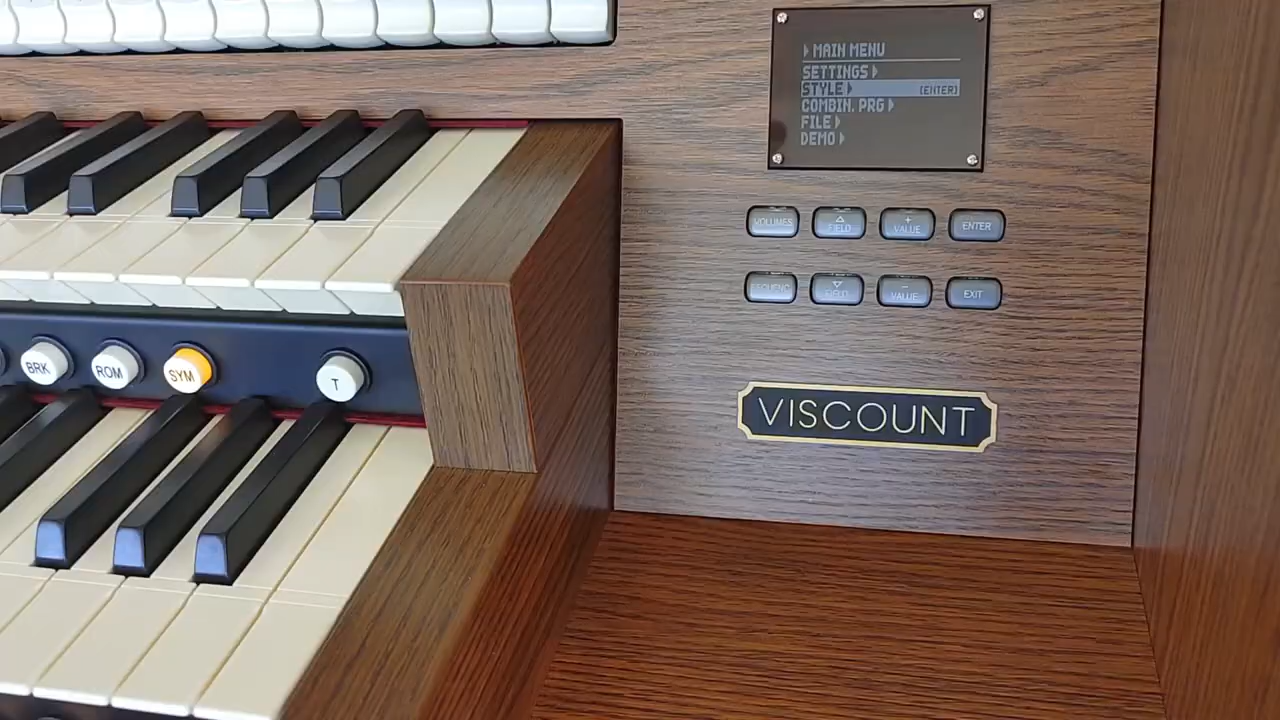 MAIN MENU
SETTINGS
STYLE (ENTER)
COMBIN. PRG
FILE
DEMO
VOLUMES FIELD + VALUE ENTER
FIELD - VALUE EXIT
BRK ROM SYM T
VISCOUNT